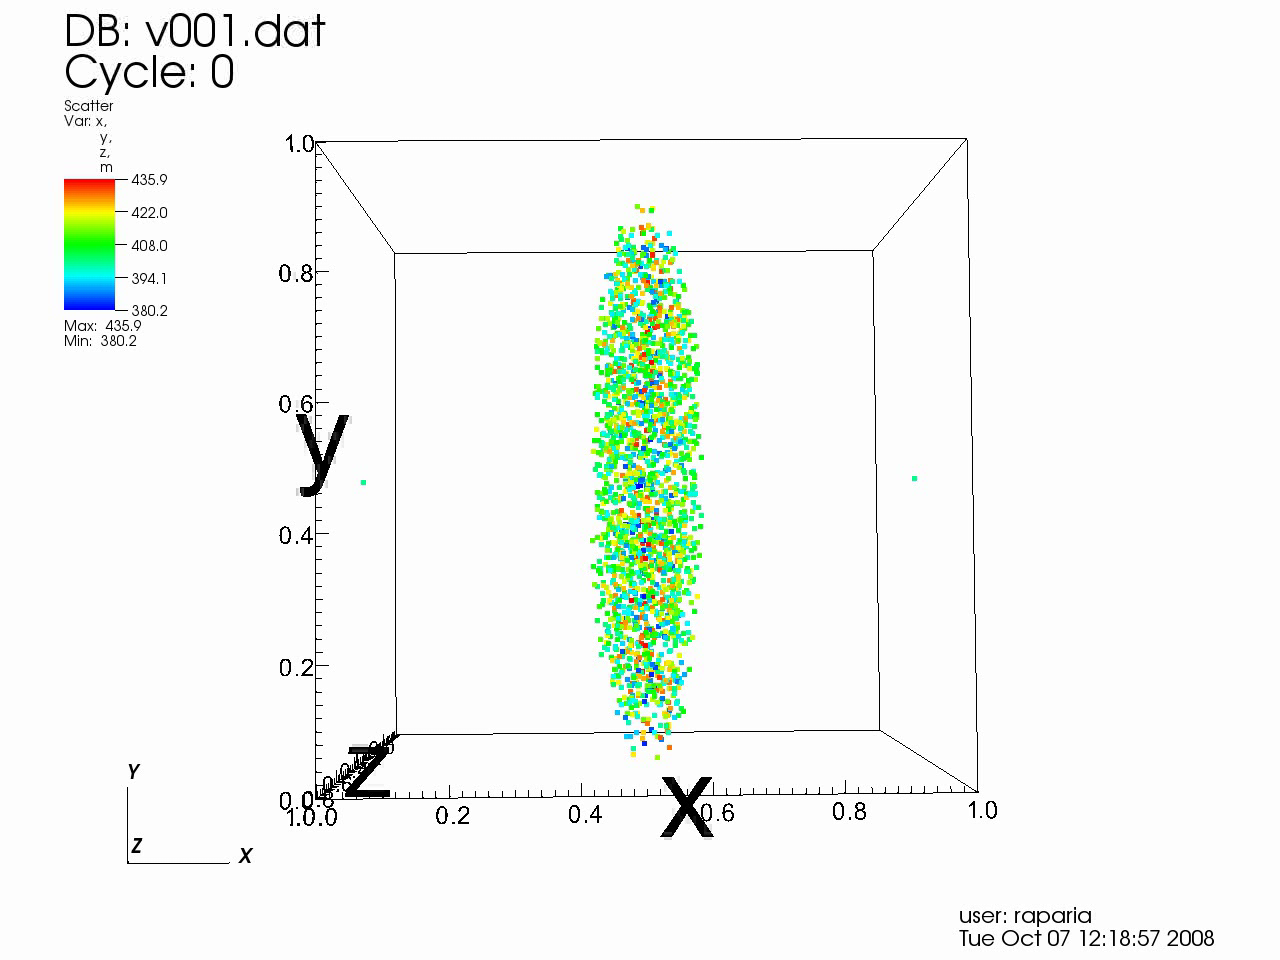 DB: v001.dat
Cycle: 0
Scatter
Var: x,
y,
z,
m
435.9
422.0
408.0
394.1
380.2
Max: 435.9
Min: 380.2
1.0
0.8
0.6
y
0.4
0.2
z
x
0.2
0.4
0.6
0.8
1.0
Y
Z
X
user: raparia
Tue Oct 07 12:18:57 2008